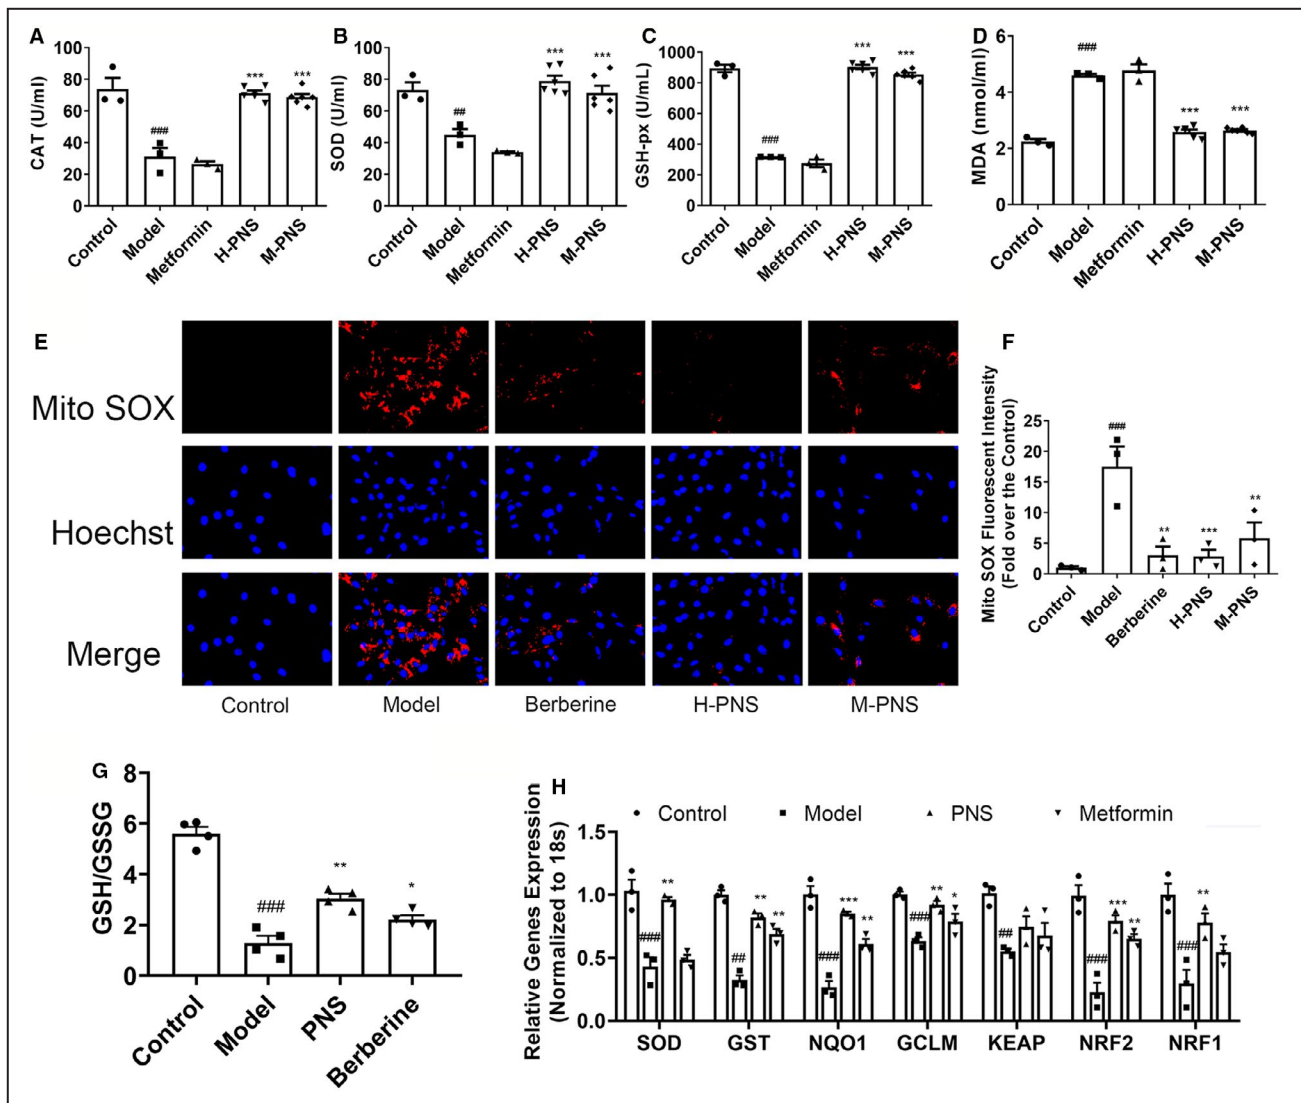 A
CAT (U/ml)
100
80
60
40
20
0
###
***
***
Control
Model
Metformin
H-PNS
M-PNS
B
SOD (U/ml)
100
80
60
40
20
0
##
***
***
Control
Model
Metformin
H-PNS
M-PNS
C
GSH-px (U/mL)
1000
800
600
400
200
0
###
***
***
Control
Model
Metformin
H-PNS
M-PNS
D
MDA (nmol/ml)
6
4
2
0
###
***
***
Control
Model
Metformin
H-PNS
M-PNS
E
Mito SOX
Hoechst
Merge
Control
Model
Berberine
H-PNS
M-PNS
F
Mito SOX Fluorescent Intensity
(Fold over the Control)
25
20
15
10
5
0
###
**
***
**
Control
Model
Berberine
H-PNS
M-PNS
G
GSH/GSSG
8
6
4
2
0
###
**
*
Control
Model
PNS
Berberine
H
Control
Model
PNS
Metformin
Relative Genes Expression
(Normalized to 18s)
1.5
1.0
0.5
0.0
###
**
##
**
**
###
***
**
###
**
*
##
###
***
**
###
**
SOD
GST
NQO1
GCLM
KEAP
NRF2
NRF1